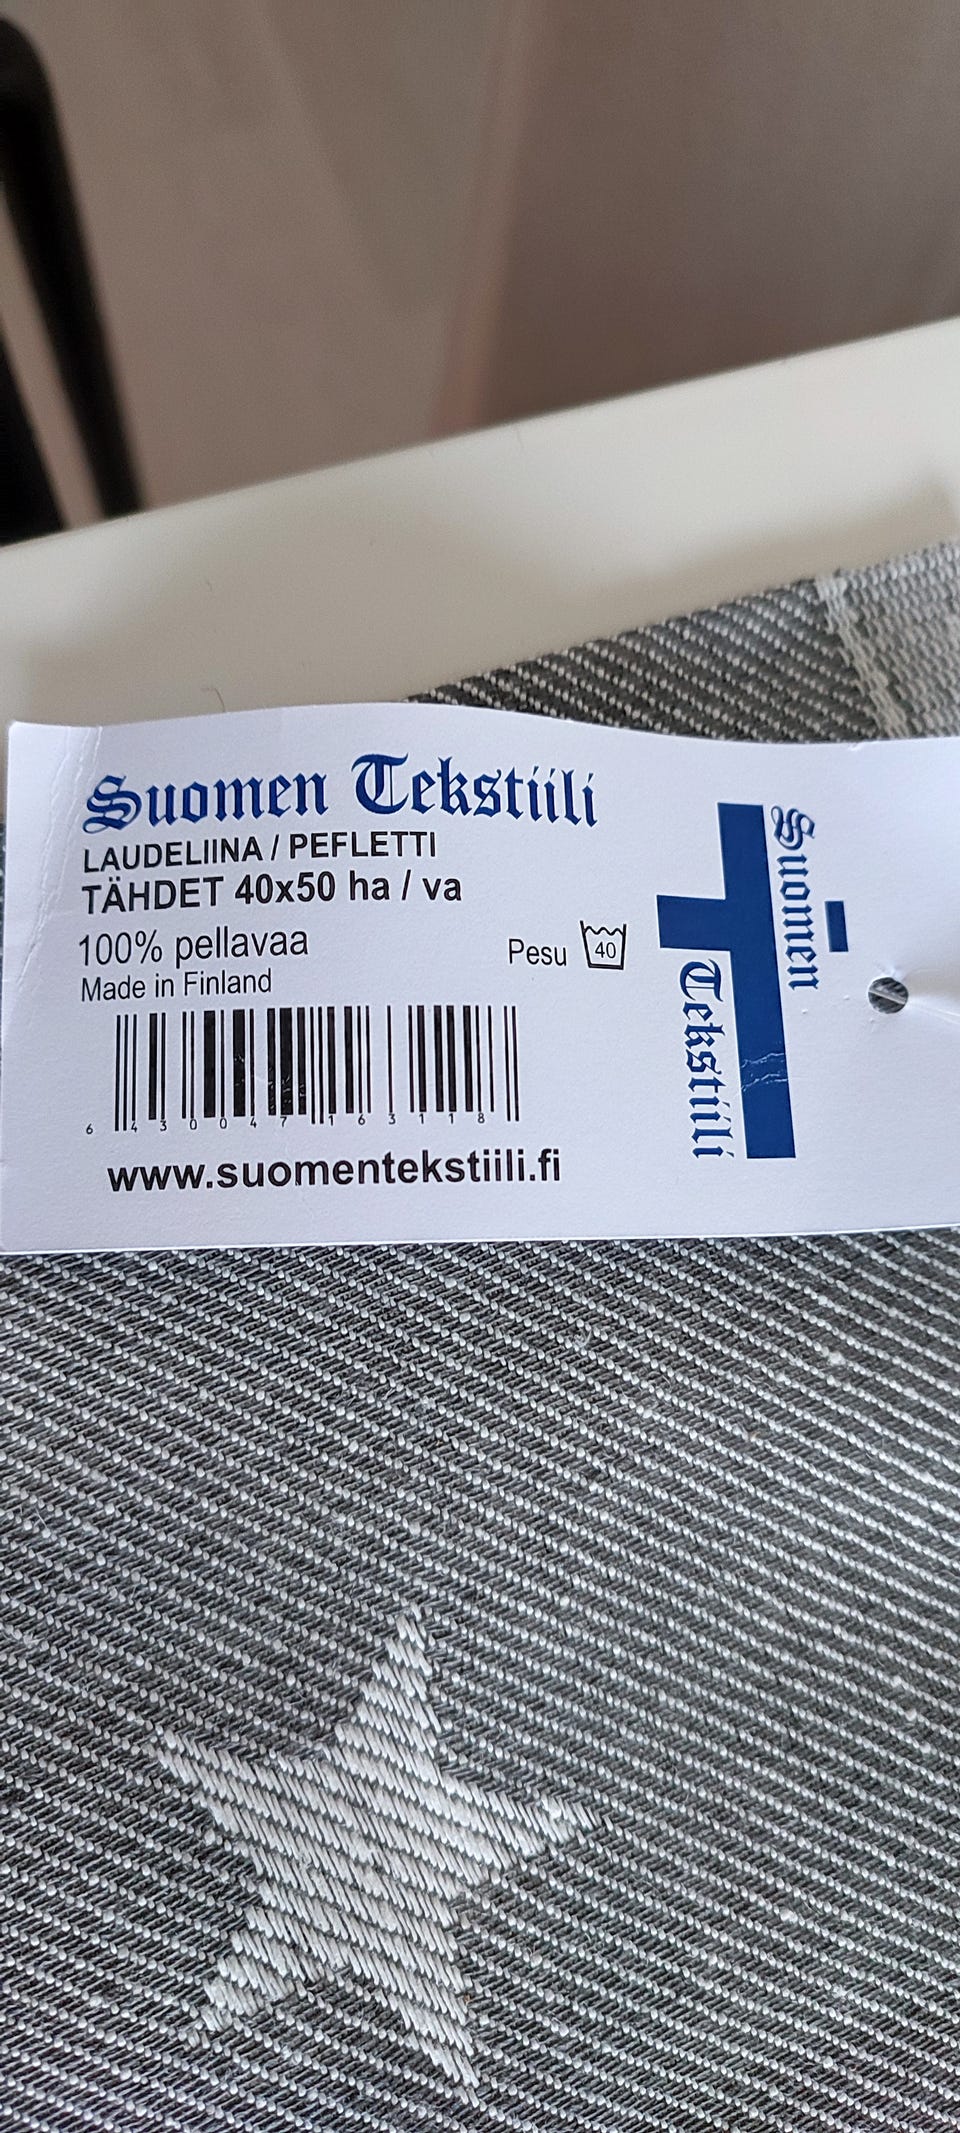 Suomen Tekstiili
LAUDELIINA / PEFLETTI
TÄHDET 40x50 ha / va
100% pellavaa
Made in Finland
Pesu 40
6 430047 163118
www.suomentekstiili.fi
Suomen
Tekstiili